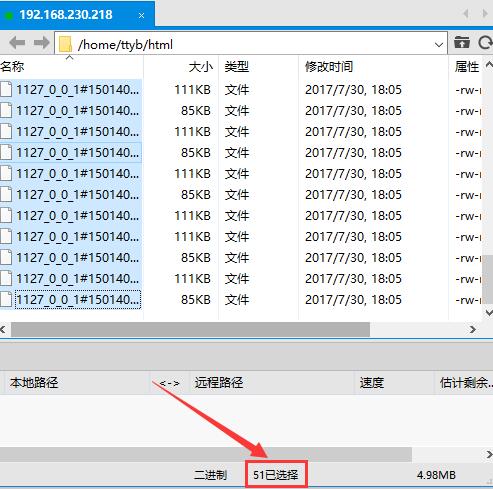 192.168.230.218 ×
/home/ttyb/html
名称 大小 类型 修改时间 属性
1127_0_0_1#150140... 111KB 文件 2017/7/30, 18:05 -rw-r
1127_0_0_1#150140... 85KB 文件 2017/7/30, 18:05 -rw-r
1127_0_0_1#150140... 111KB 文件 2017/7/30, 18:05 -rw-r
1127_0_0_1#150140... 85KB 文件 2017/7/30, 18:05 -rw-r
1127_0_0_1#150140... 111KB 文件 2017/7/30, 18:05 -rw-r
1127_0_0_1#150140... 85KB 文件 2017/7/30, 18:05 -rw-r
1127_0_0_1#150140... 111KB 文件 2017/7/30, 18:05 -rw-r
1127_0_0_1#150140... 111KB 文件 2017/7/30, 18:05 -rw-r
1127_0_0_1#150140... 85KB 文件 2017/7/30, 18:05 -rw-r
1127_0_0_1#150140... 111KB 文件 2017/7/30, 18:05 -rw-r
1127_0_0_1#150140... 85KB 文件 2017/7/30, 18:05 -rw-r
本地路径 <-> 远程路径 速度 估计剩余...
二进制 51已选择 4.98MB